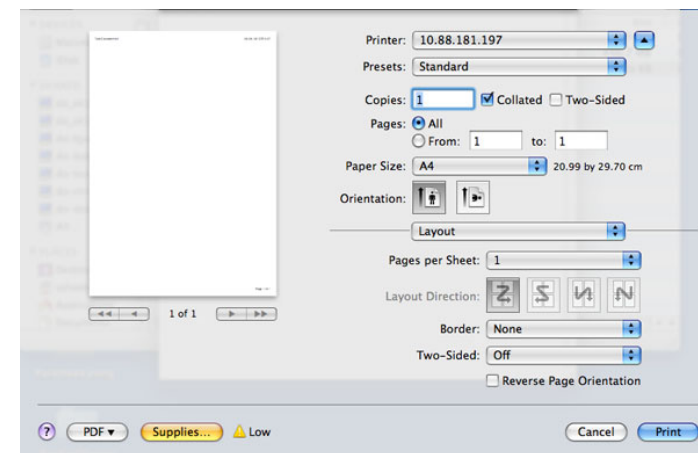 Printer: 10.88.181.197
Presets: Standard
Copies: 1 Collated Two-Sided
Pages: All
From: 1 to: 1
Paper Size: A4 20.99 by 29.70 cm
Orientation:
Layout
Pages per Sheet: 1
Layout Direction:
Border: None
Two-Sided: Off
Reverse Page Orientation
1 of 1
? PDF Supplies... Low Cancel Print